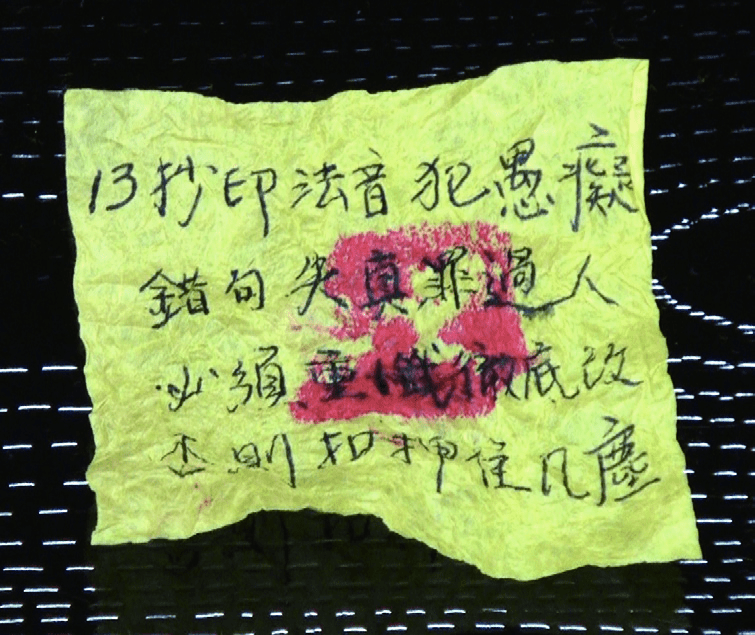 13抄印法音犯愚癡
錯句失真罪過人
必須重懺徹底改
否則扣押住凡塵